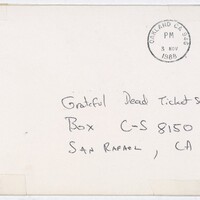 OAKLAND CA 946
PM
3 NOV
1988
Grateful Dead Ticket S
Box C-S 8150
San Rafael, CA